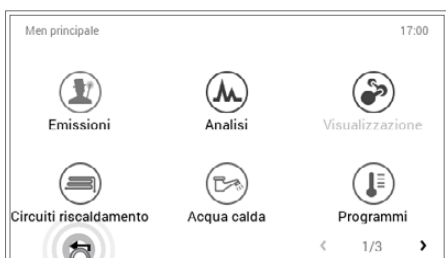 Men principale 17:00
Emissioni Analisi Visualizzazione
Circuiti riscaldamento Acqua calda Programmi
1/3